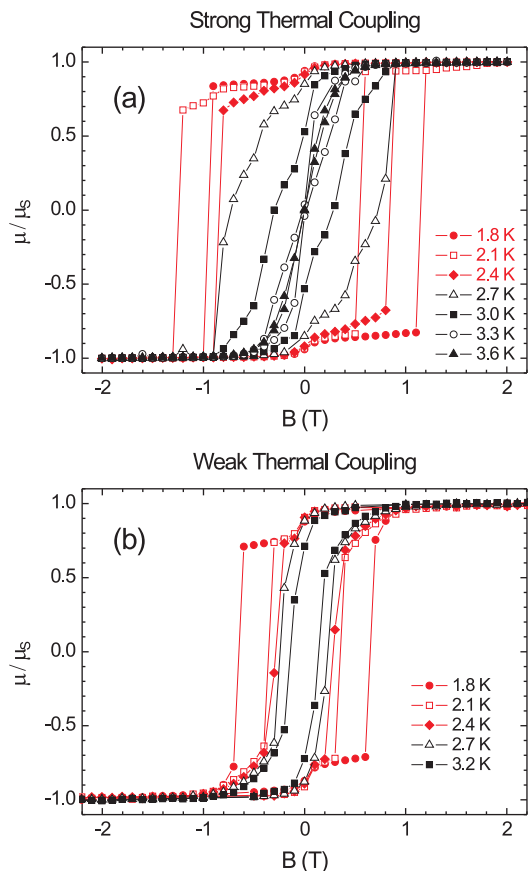 Strong Thermal Coupling
(a)
μ / μS
1.0
0.5
0.0
-0.5
-1.0
1.8 K
2.1 K
2.4 K
2.7 K
3.0 K
3.3 K
3.6 K
-2 -1 0 1 2
B (T)
Weak Thermal Coupling
(b)
μ / μS
1.0
0.5
0.0
-0.5
-1.0
1.8 K
2.1 K
2.4 K
2.7 K
3.2 K
-2 -1 0 1 2
B (T)